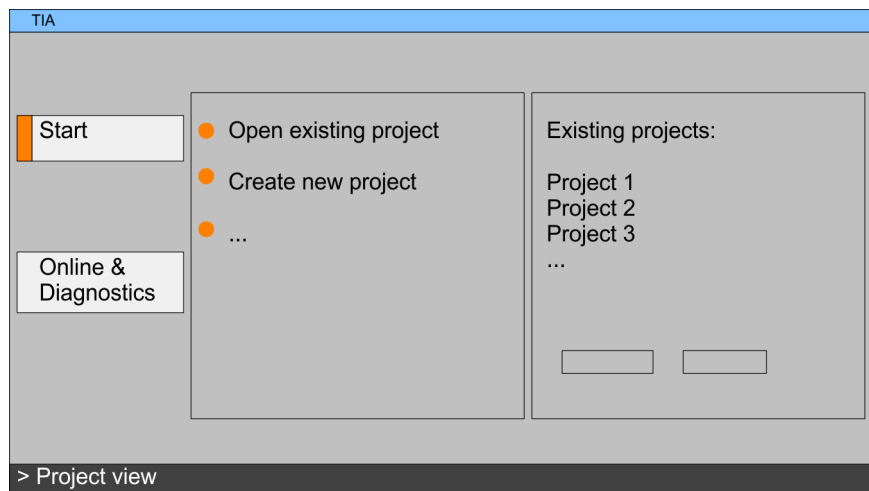 TIA
Start
Online &
Diagnostics
Open existing project
Create new project
...
Existing projects:
Project 1
Project 2
Project 3
...
> Project view